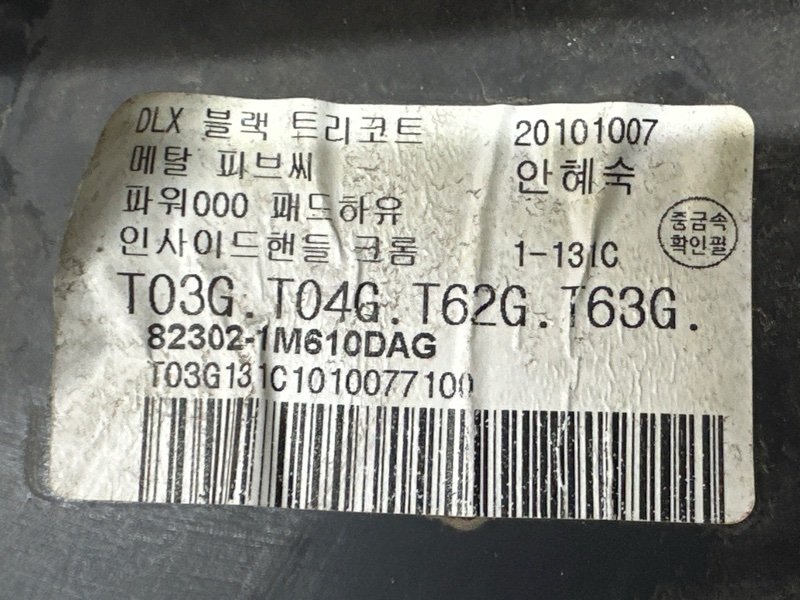 DLX 블랙 트리코트 20101007
메탈 피브씨 안혜숙
파워000 패드하유
중금속
확인필
인사이드핸들 크롬 1-131C
T03G. T04G. T62G. T63G.
82302-1M610DAG
T03G131C1010077100